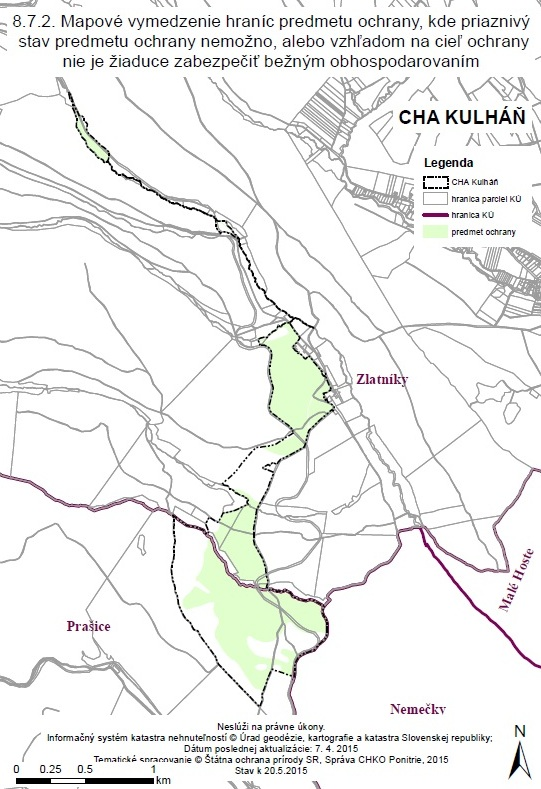 8.7.2. Mapové vymedzenie hraníc predmetu ochrany, kde priaznivý
stav predmetu ochrany nemožno, alebo vzhľadom na cieľ ochrany
nie je žiaduce zabezpečiť bežným obhospodarovaním
CHA KULHÁŇ
Legenda
CHA Kulháň
hranica parciel KÚ
hranica KÚ
predmet ochrany
Zlatníky
Malé Hoste
Prašice
Nemečky
Neslúži na právne úkony.
Informačný systém katastra nehnuteľností © Úrad geodézie, kartografie a katastra Slovenskej republiky;
Dátum poslednej aktualizácie: 7. 4. 2015
Tematické spracovanie © Štátna ochrana prírody SR, Správa CHKO Ponitrie, 2015
Stav k 20.5.2015
N
0 0.25 0.5 1
km